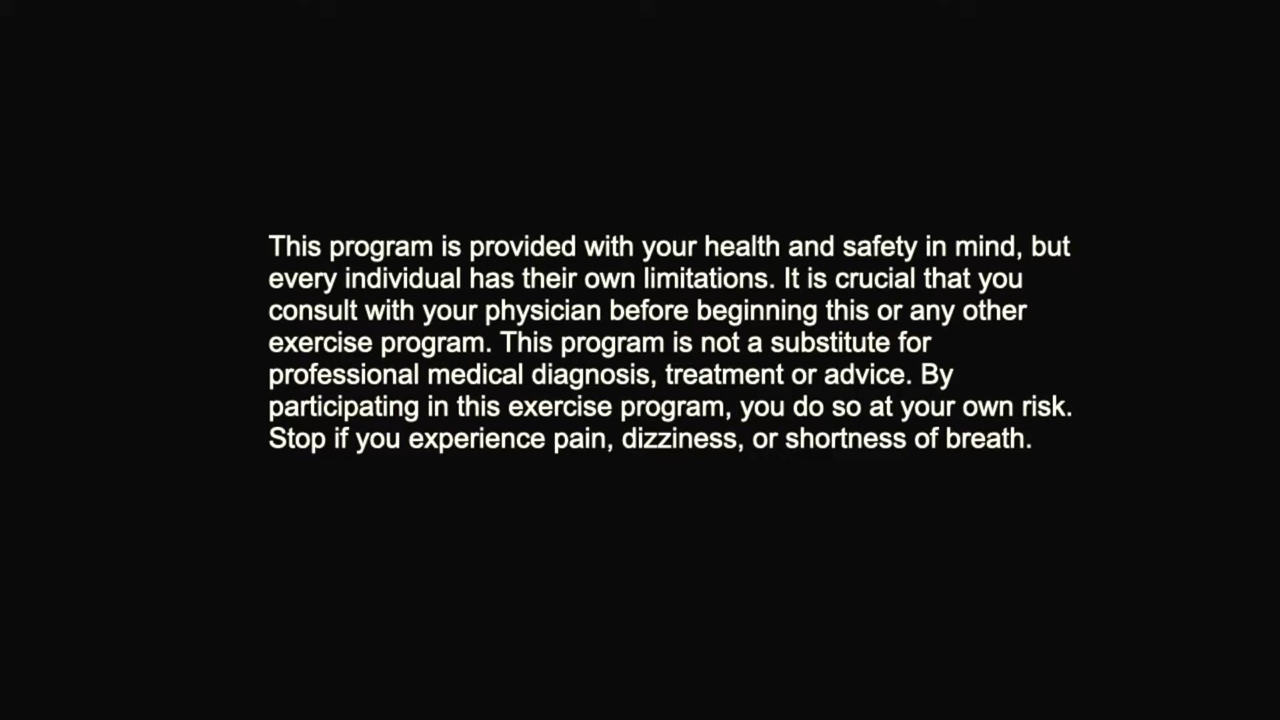 This program is provided with your health and safety in mind, but
every individual has their own limitations. It is crucial that you
consult with your physician before beginning this or any other
exercise program. This program is not a substitute for
professional medical diagnosis, treatment or advice. By
participating in this exercise program, you do so at your own risk.
Stop if you experience pain, dizziness, or shortness of breath.